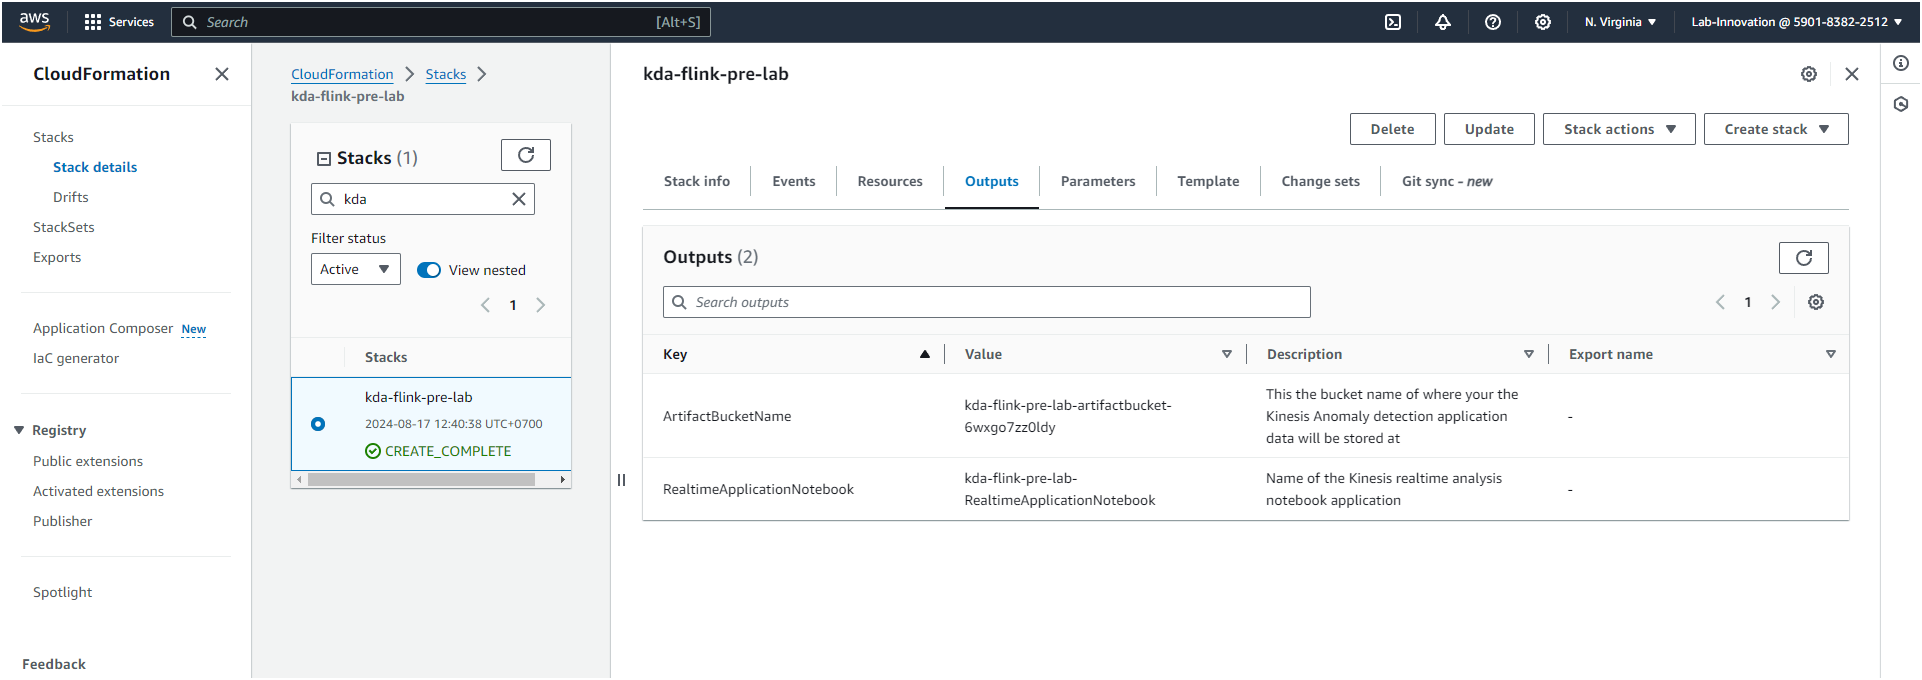 aws
Services
Search
[Alt+S]
N. Virginia
Lab-Innovation @ 5901-8382-2512
CloudFormation
Stacks
Stack details
Drifts
StackSets
Exports
Application Composer New
IaC generator
Registry
Public extensions
Activated extensions
Publisher
Spotlight
Feedback
CloudFormation
Stacks
kda-flink-pre-lab
Stacks (1)
kda
Filter status
Active
View nested
1
Stacks
kda-flink-pre-lab
2024-08-17 12:40:38 UTC+0700
CREATE_COMPLETE
kda-flink-pre-lab
Delete
Update
Stack actions
Create stack
Stack info
Events
Resources
Outputs
Parameters
Template
Change sets
Git sync - new
Outputs (2)
Search outputs
1
Key
Value
Description
Export name
ArtifactBucketName
kda-flink-pre-lab-artifactbucket-
6wxgo7zz0ldy
This the bucket name of where your the
Kinesis Anomaly detection application
data will be stored at
-
RealtimeApplicationNotebook
kda-flink-pre-lab-
RealtimeApplicationNotebook
Name of the Kinesis realtime analysis
notebook application
-